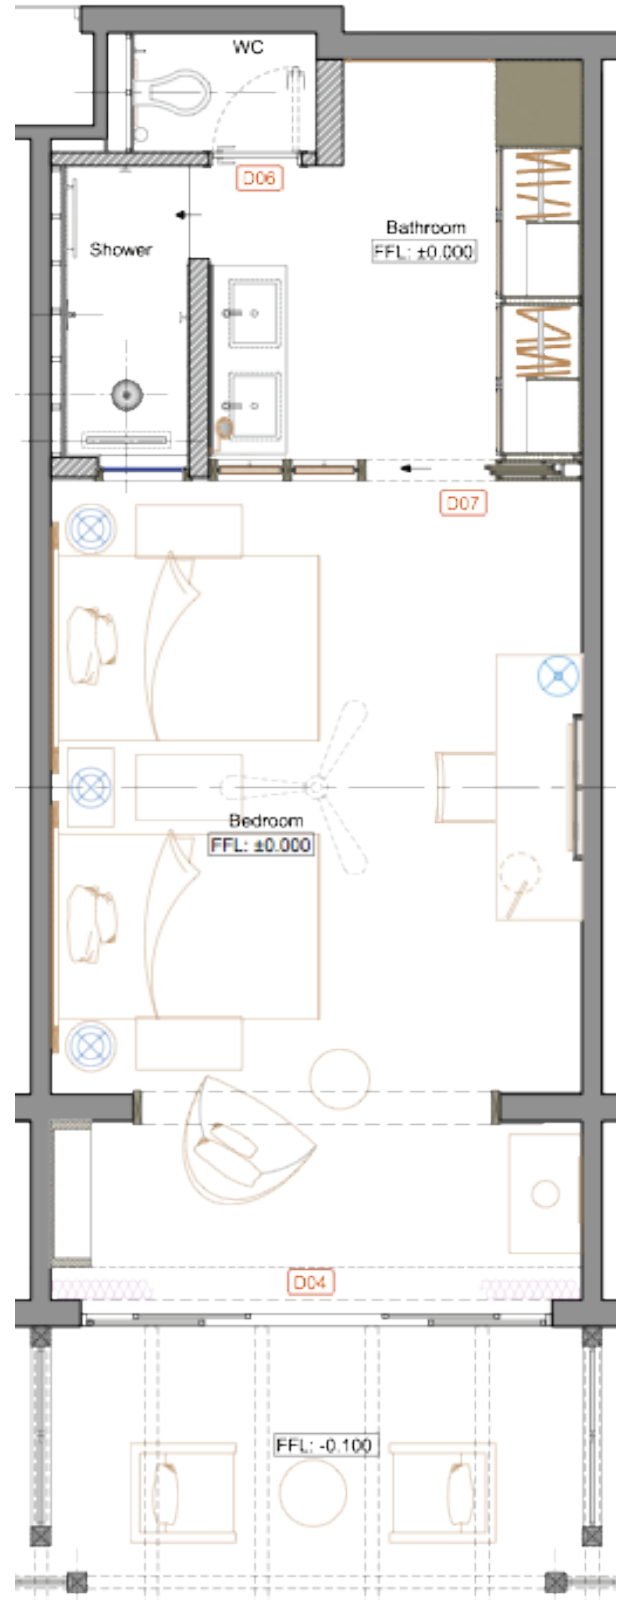 WC
D06
Bathroom
FFL: ±0.000
Shower
D07
Bedroom
FFL: ±0.000
D04
FFL: -0.100